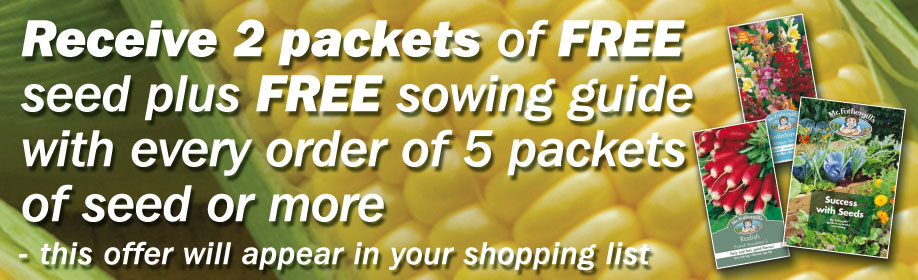 Receive 2 packets of FREE
seed plus FREE sowing guide
with every order of 5 packets
of seed or more
- this offer will appear in your shopping list
Mr. Fothergill's
Success
with Seeds
Radish